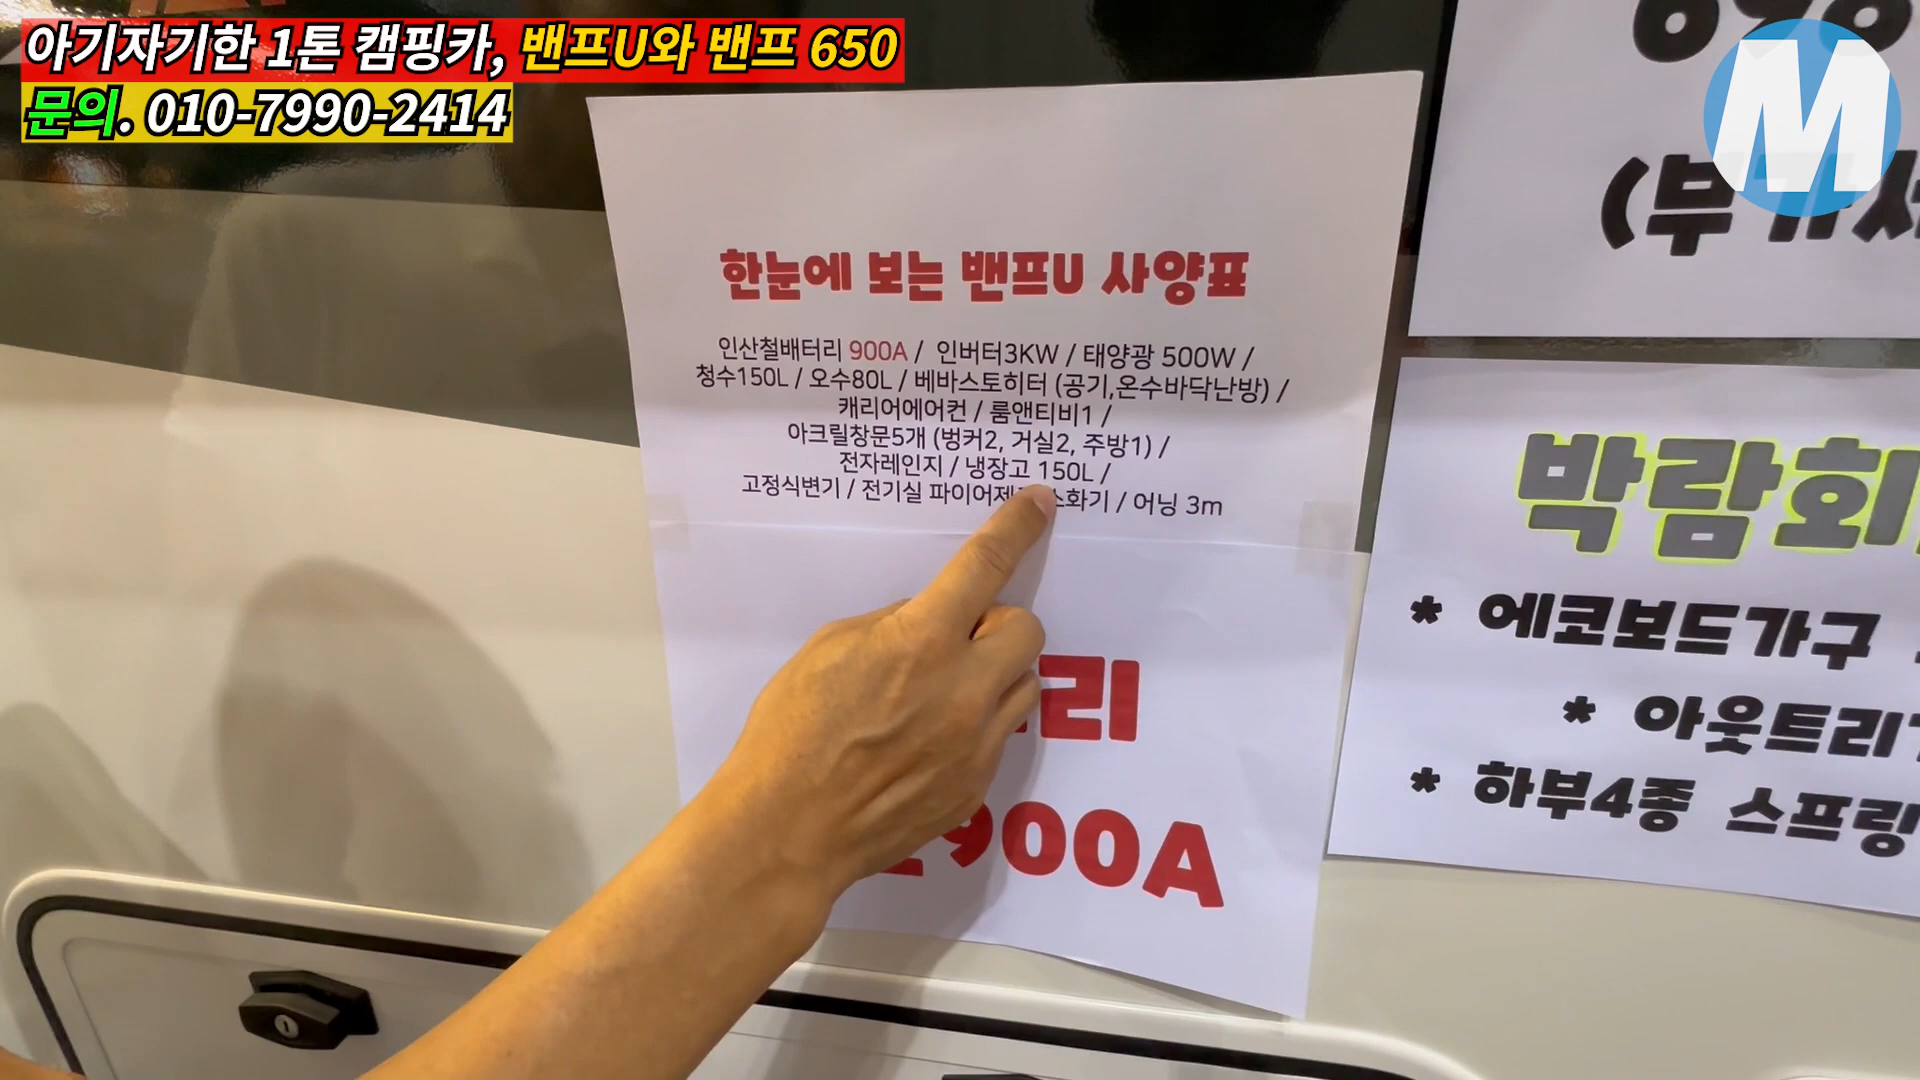 아기자기한 1톤 캠핑카, 밴프U와 밴프 650
문의. 010-7990-2414
M
한눈에 보는 밴프U 사양표
인산철배터리 900A / 인버터3KW / 태양광 500W /
청수150L / 오수80L / 베바스토히터 (공기,온수바닥난방) /
캐리어에어컨 / 룸앤티비1 /
아크릴창문5개 (벙커2, 거실2, 주방1) /
전자레인지 / 냉장고 150L /
고정식변기 / 전기실 파이어제로 소화기 / 어닝 3m
리
900A
(부가세
박람회
* 에코보드가구
* 아웃트리거
* 하부4종 스프링